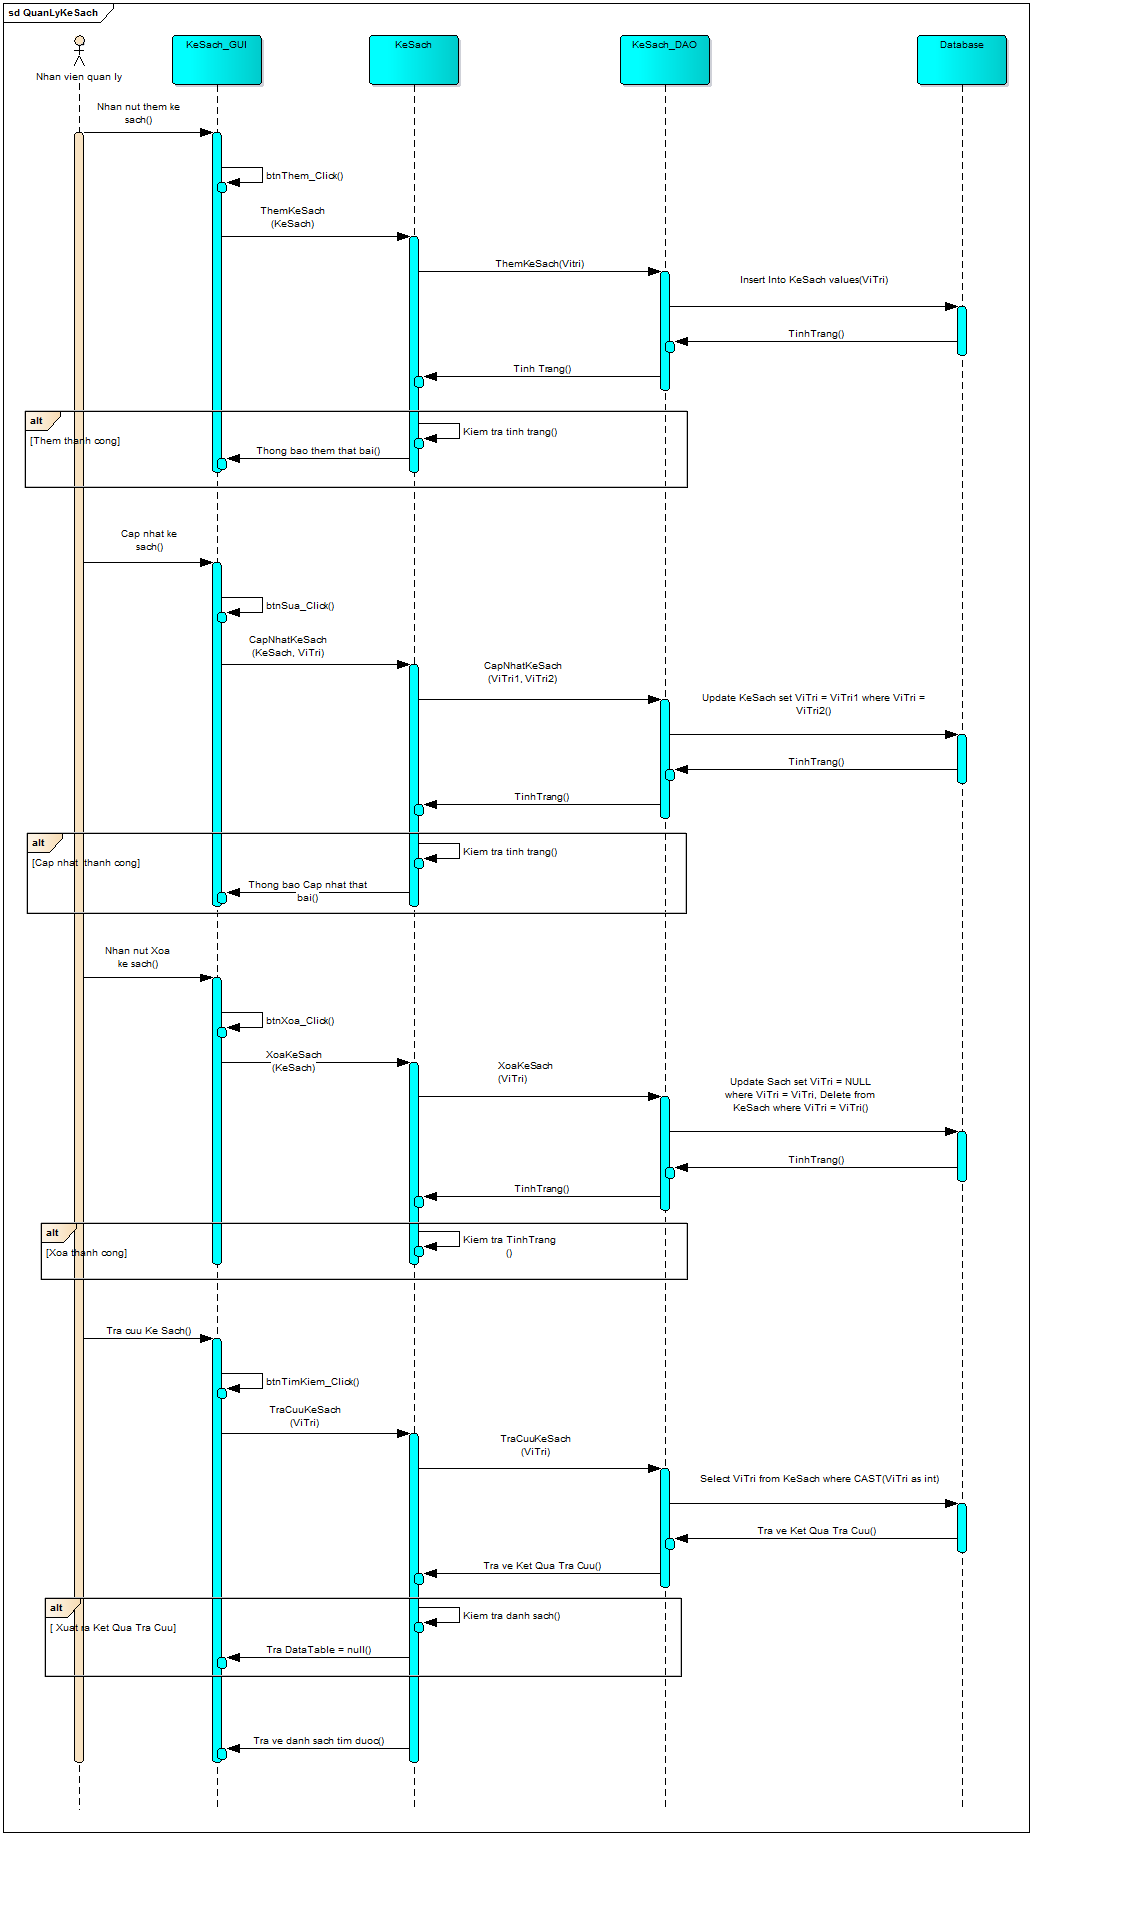 sd QuanLyKeSach
KeSach_GUI
KeSach
KeSach_DAO
Database
Nhan vien quan ly
Nhan nut them ke
sach()
btnThem_Click()
ThemKeSach
(KeSach)
ThemKeSach(Vitri)
Insert Into KeSach values(ViTri)
TinhTrang()
Tinh Trang()
alt
[Them thanh cong]
Kiem tra tinh trang()
Thong bao them that bai()
Cap nhat ke
sach()
btnSua_Click()
CapNhatKeSach
(KeSach, ViTri)
CapNhatKeSach
(ViTri1, ViTri2)
Update KeSach set ViTri = ViTri1 where ViTri =
ViTri2()
TinhTrang()
TinhTrang()
alt
[Cap nhat thanh cong]
Kiem tra tinh trang()
Thong bao Cap nhat that
bai()
Nhan nut Xoa
ke sach()
btnXoa_Click()
XoaKeSach
(KeSach)
XoaKeSach
(ViTri)
Update Sach set ViTri = NULL
where ViTri = ViTri, Delete from
KeSach where ViTri = ViTri()
TinhTrang()
TinhTrang()
alt
[Xoa thanh cong]
Kiem tra TinhTrang
()
Tra cuu Ke Sach()
btnTimKiem_Click()
TraCuuKeSach
(ViTri)
TraCuuKeSach
(ViTri)
Select ViTri from KeSach where CAST(ViTri as int)
Tra ve Ket Qua Tra Cuu()
Tra ve Ket Qua Tra Cuu()
alt
[ Xuat ra Ket Qua Tra Cuu]
Kiem tra danh sach()
Tra DataTable = null()
Tra ve danh sach tim duoc()